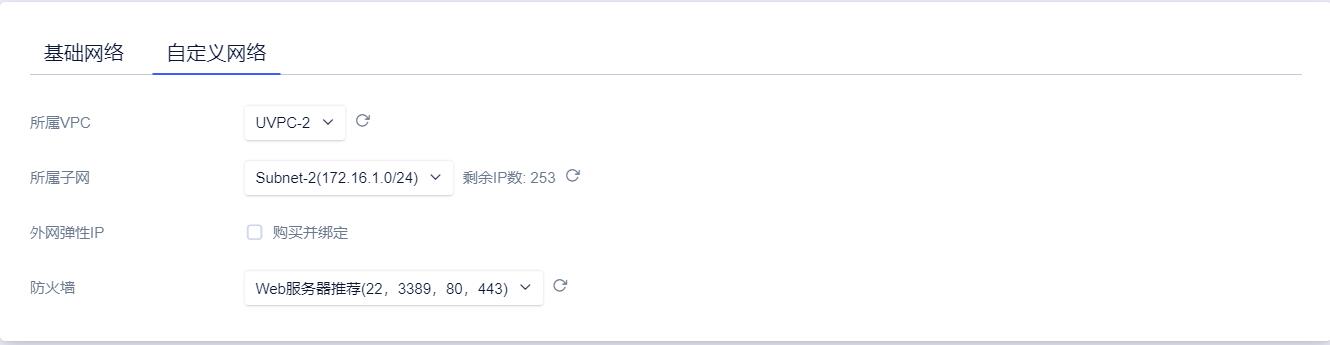 基础网络 自定义网络
所属VPC UVPC-2
所属子网 Subnet-2(172.16.1.0/24) 剩余IP数: 253
外网弹性IP 购买并绑定
防火墙 Web服务器推荐(22，3389，80，443)